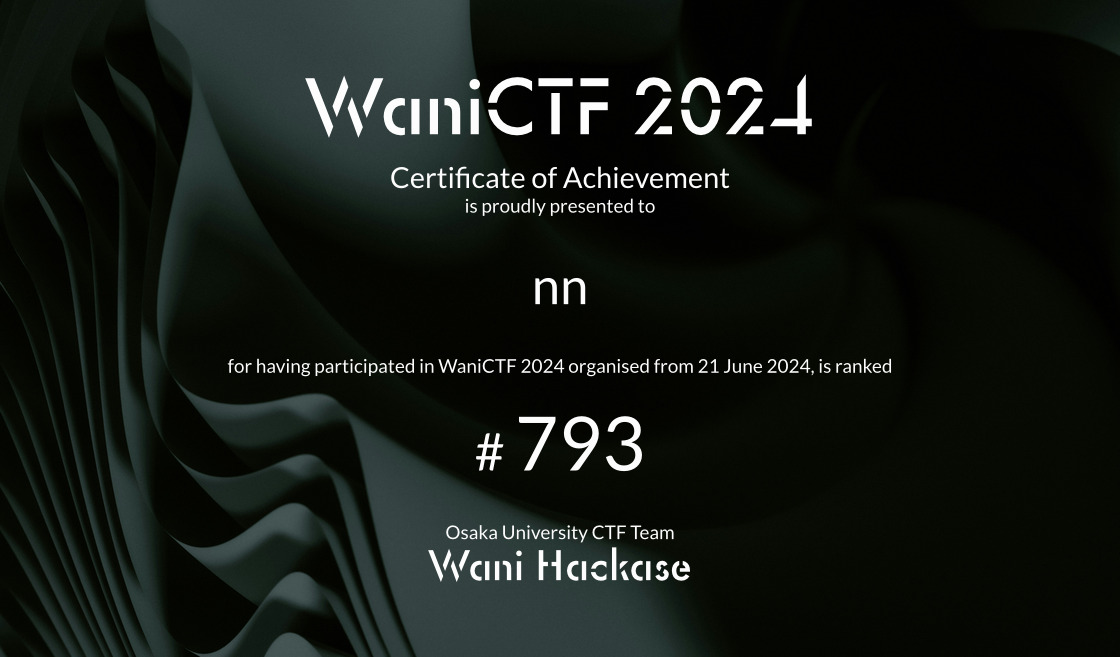 WaniCTF 2024
Certificate of Achievement
is proudly presented to
nn
for having participated in WaniCTF 2024 organised from 21 June 2024, is ranked
# 793
Osaka University CTF Team
Wani Hackase